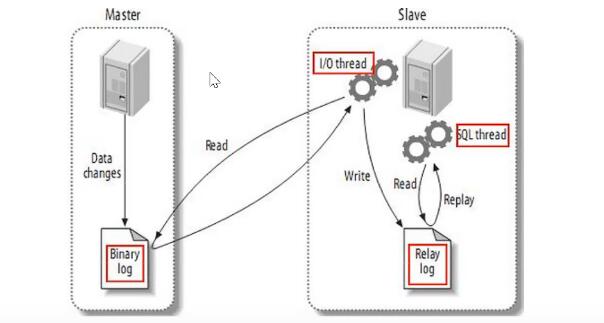 Master
Slave
I/O thread
SQL thread
Data
changes
Read
Write
Read
Replay
Binary
log
Relay
log